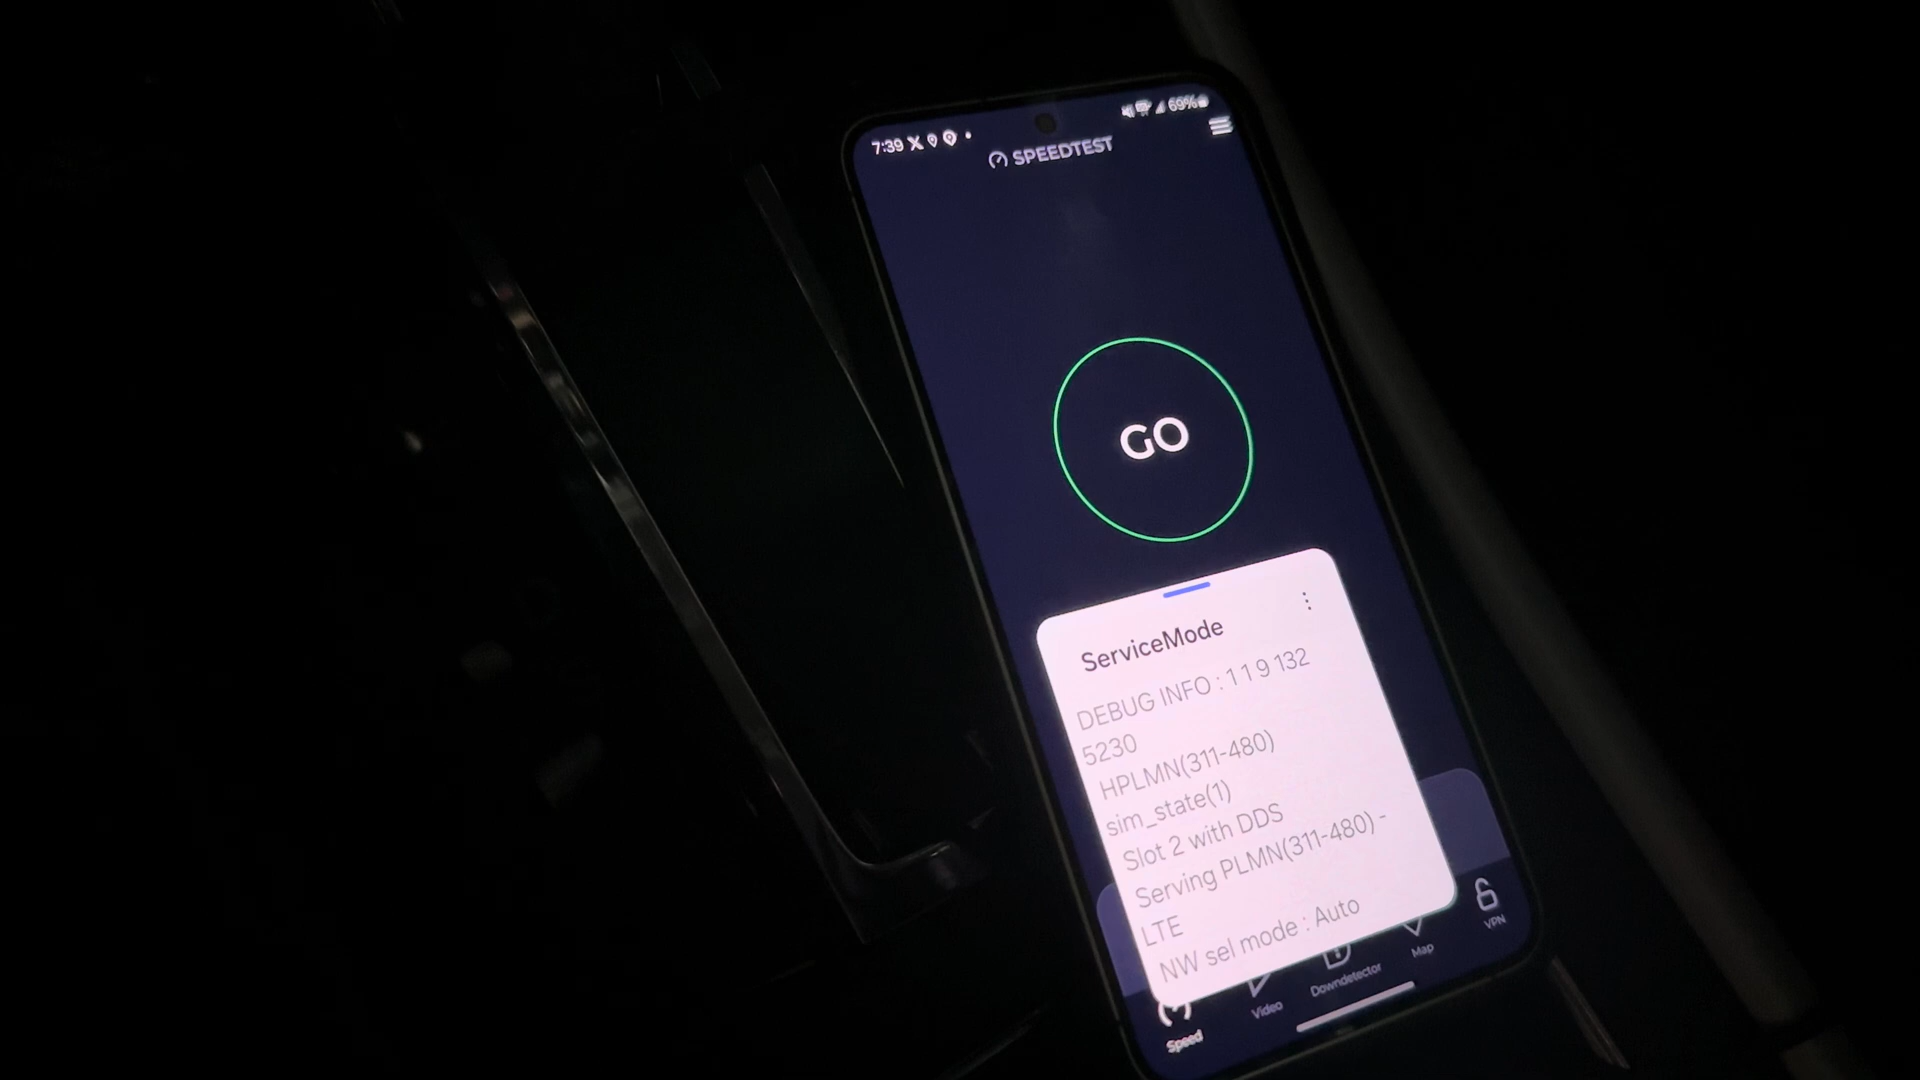 7:39
69%
SPEEDTEST
GO
ServiceMode
DEBUG INFO : 1 1 9 132
5230
HPLMN(311-480)
sim_state(1)
Slot 2 with DDS
Serving PLMN(311-480) -
LTE
NW sel mode : Auto
Speed
Video
Downdetector
Map
VPN